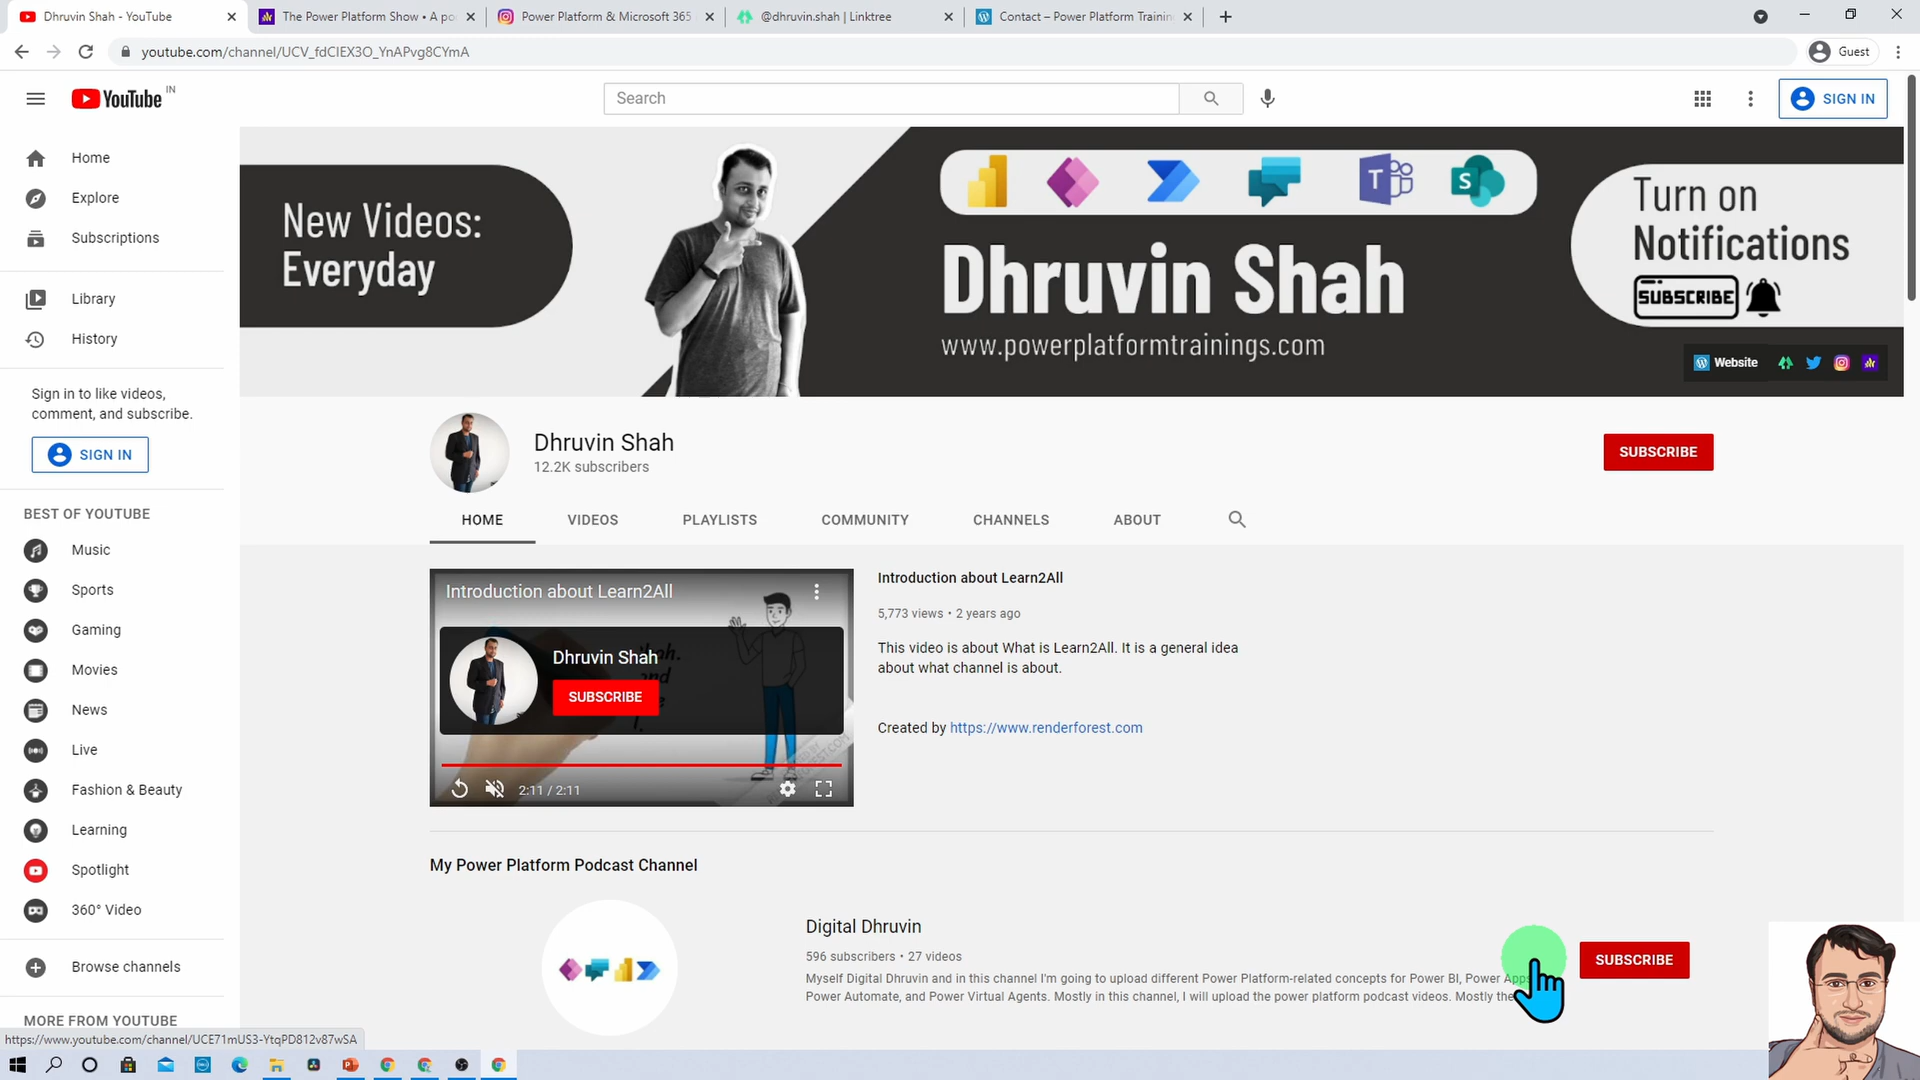 Dhruvin Shah - YouTube
The Power Platform Show • A po
Power Platform & Microsoft 365
@dhruvin.shah | Linktree
Contact – Power Platform Trainin
youtube.com/channel/UCV_fdCIEX3O_YnAPvg8CYmA
Guest
YouTube IN
Search
SIGN IN
Home
Explore
Subscriptions
Library
History
Sign in to like videos,
comment, and subscribe.
SIGN IN
BEST OF YOUTUBE
Music
Sports
Gaming
Movies
News
Live
Fashion & Beauty
Learning
Spotlight
360° Video
Browse channels
MORE FROM YOUTUBE
https://www.youtube.com/channel/UCE71mUS3-YtqPD812v87wSA
New Videos:
Everyday
Dhruvin Shah
www.powerplatformtrainings.com
Turn on
Notifications
SUBSCRIBE
Website
Dhruvin Shah
12.2K subscribers
SUBSCRIBE
HOME
VIDEOS
PLAYLISTS
COMMUNITY
CHANNELS
ABOUT
Introduction about Learn2All
Dhruvin Shah
SUBSCRIBE
2:11 / 2:11
Introduction about Learn2All
5,773 views • 2 years ago
This video is about What is Learn2All. It is a general idea
about what channel is about.
Created by https://www.renderforest.com
My Power Platform Podcast Channel
Digital Dhruvin
596 subscribers • 27 videos
Myself Digital Dhruvin and in this channel I'm going to upload different Power Platform-related concepts for Power BI, Power Apps
Power Automate, and Power Virtual Agents. Mostly in this channel, I will upload the power platform podcast videos. Mostly the
SUBSCRIBE